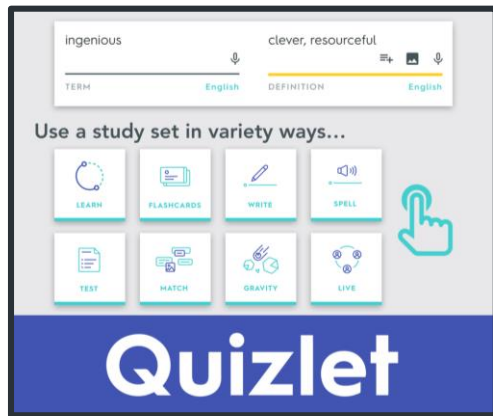 ingenious clever, resourceful
TERM English DEFINITION English
Use a study set in variety ways...
LEARN FLASHCARDS WRITE SPELL
TEST MATCH GRAVITY LIVE
Quizlet